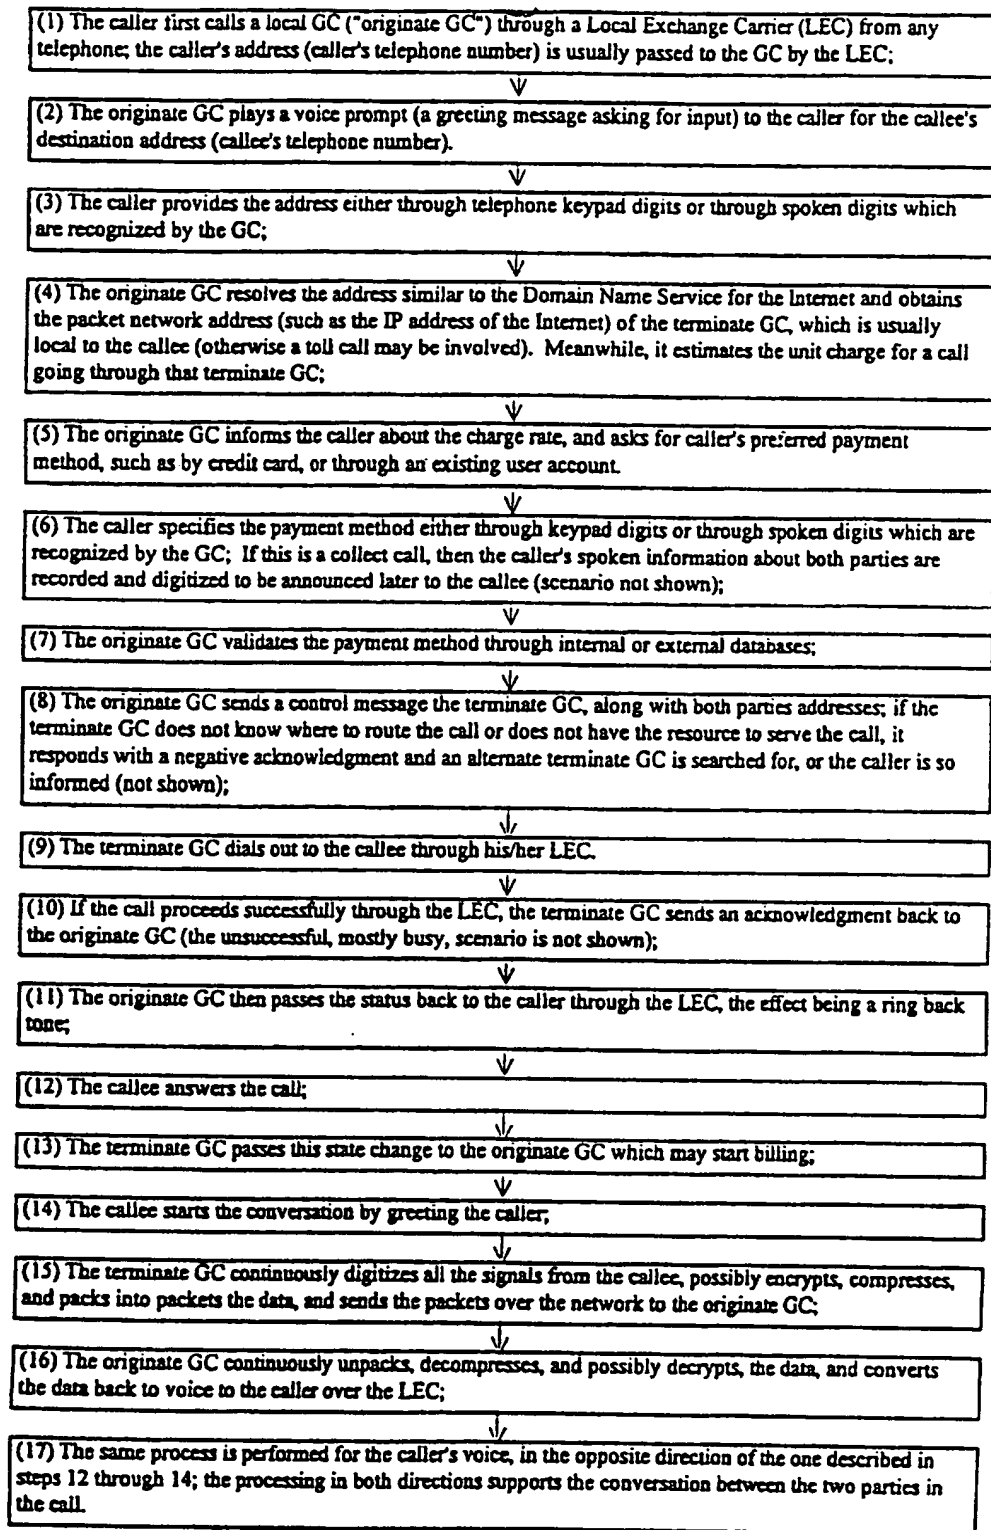 (1) The caller first calls a local GC ("originate GC") through a Local Exchange Carrier (LEC) from any
telephone; the caller's address (caller's telephone number) is usually passed to the GC by the LEC;
(2) The originate GC plays a voice prompt (a greeting message asking for input) to the caller for the callee's
destination address (callee's telephone number).
(3) The caller provides the address either through telephone keypad digits or through spoken digits which
are recognized by the GC;
(4) The originate GC resolves the address similar to the Domain Name Service for the Internet and obtains
the packet network address (such as the IP address of the Internet) of the terminate GC, which is usually
local to the callee (otherwise a toll call may be involved). Meanwhile, it estimates the unit charge for a call
going through that terminate GC;
(5) The originate GC informs the caller about the charge rate, and asks for caller's preferred payment
method, such as by credit card, or through an existing user account.
(6) The caller specifies the payment method either through keypad digits or through spoken digits which are
recognized by the GC; If this is a collect call, then the caller's spoken information about both parties are
recorded and digitized to be announced later to the callee (scenario not shown);
(7) The originate GC validates the payment method through internal or external databases;
(8) The originate GC sends a control message the terminate GC, along with both parties addresses; if the
terminate GC does not know where to route the call or does not have the resource to serve the call, it
responds with a negative acknowledgment and an alternate terminate GC is searched for, or the caller is so
informed (not shown);
(9) The terminate GC dials out to the callee through his/her LEC.
(10) If the call proceeds successfully through the LEC, the terminate GC sends an acknowledgment back to
the originate GC (the unsuccessful, mostly busy, scenario is not shown);
(11) The originate GC then passes the status back to the caller through the LEC, the effect being a ring back
tone;
(12) The callee answers the call;
(13) The terminate GC passes this state change to the originate GC which may start billing;
(14) The callee starts the conversation by greeting the caller;
(15) The terminate GC continuously digitizes all the signals from the callee, possibly encrypts, compresses,
and packs into packets the data, and sends the packets over the network to the originate GC;
(16) The originate GC continuously unpacks, decompresses, and possibly decrypts, the data, and converts
the data back to voice to the caller over the LEC;
(17) The same process is performed for the caller's voice, in the opposite direction of the one described in
steps 12 through 14; the processing in both directions supports the conversation between the two parties in
the call.